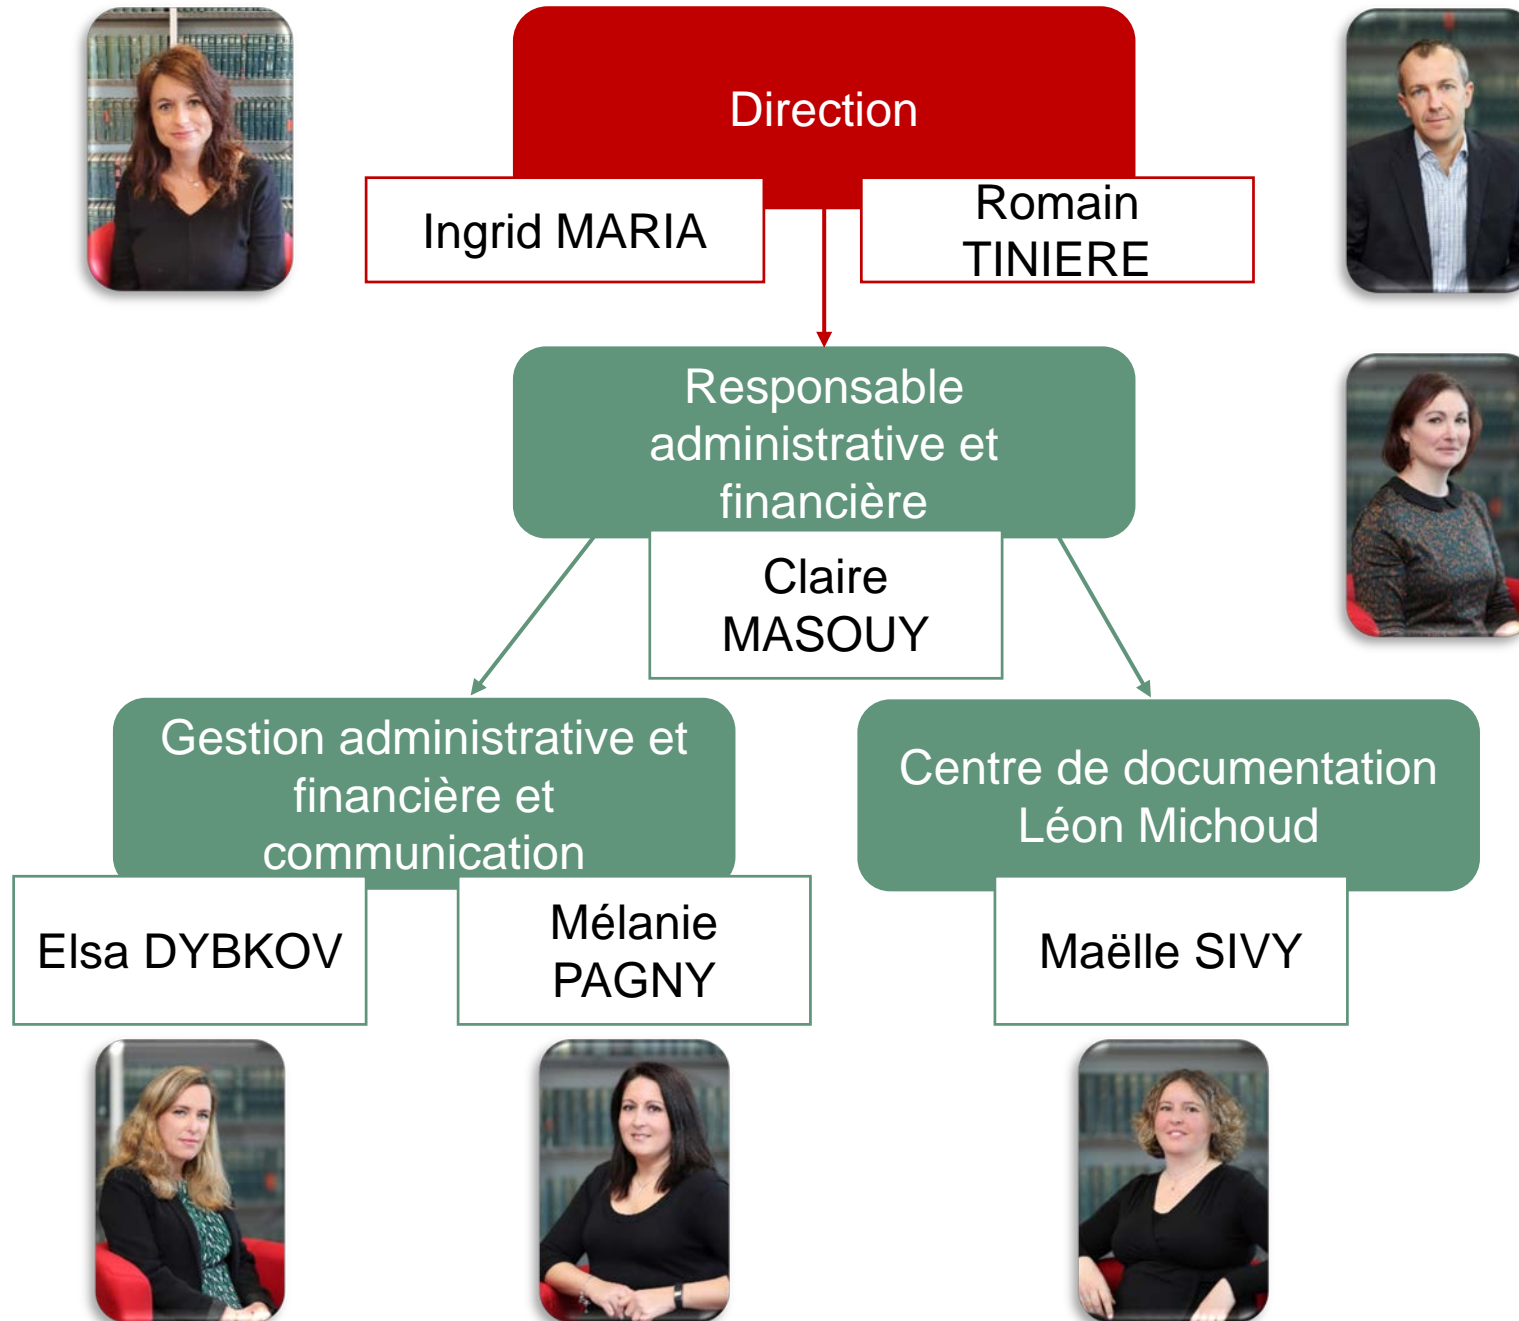 Direction
Ingrid MARIA
Romain
TINIERE
Responsable
administrative et
financière
Claire
MASOUY
Gestion administrative et
financière et
communication
Centre de documentation
Léon Michoud
Elsa DYBKOV
Mélanie
PAGNY
Maëlle SIVY